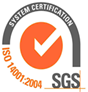 SYSTEM CERTIFICATION
ISO 14001:2004
SGS